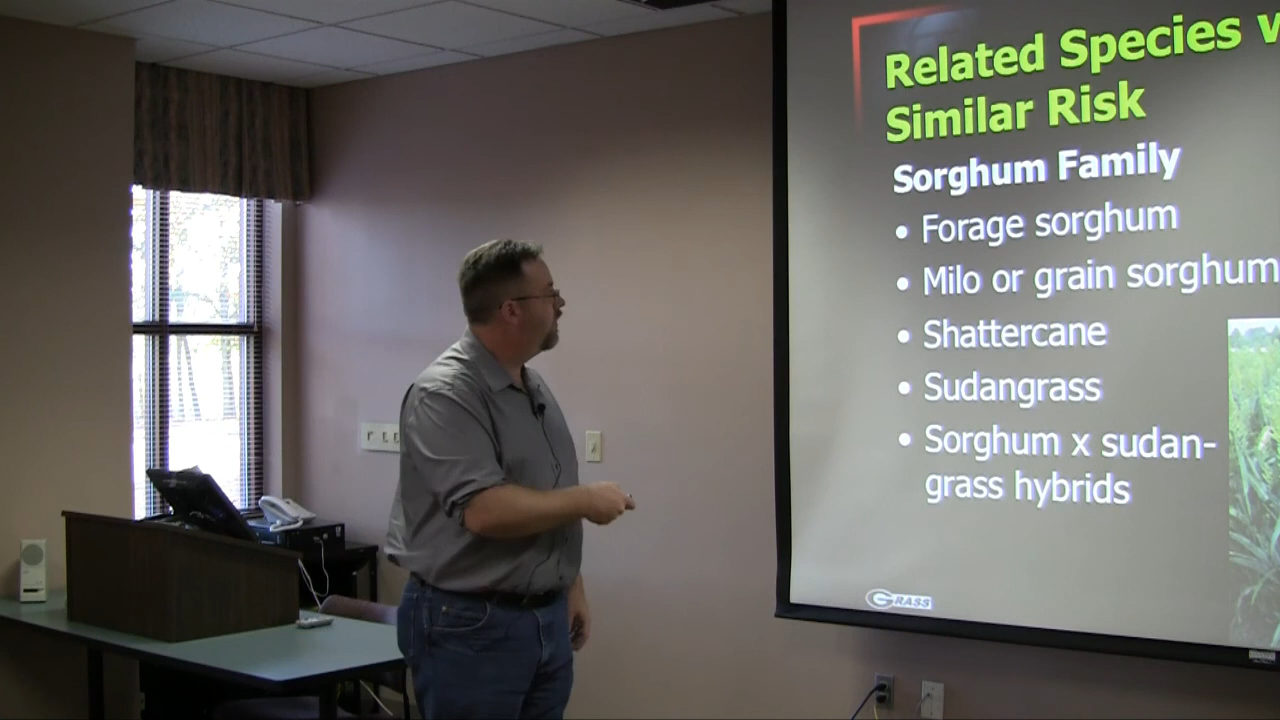 Related Species
Similar Risk
Sorghum Family
• Forage sorghum
• Milo or grain sorghum
• Shattercane
• Sudangrass
• Sorghum x sudan-
grass hybrids
GRASS